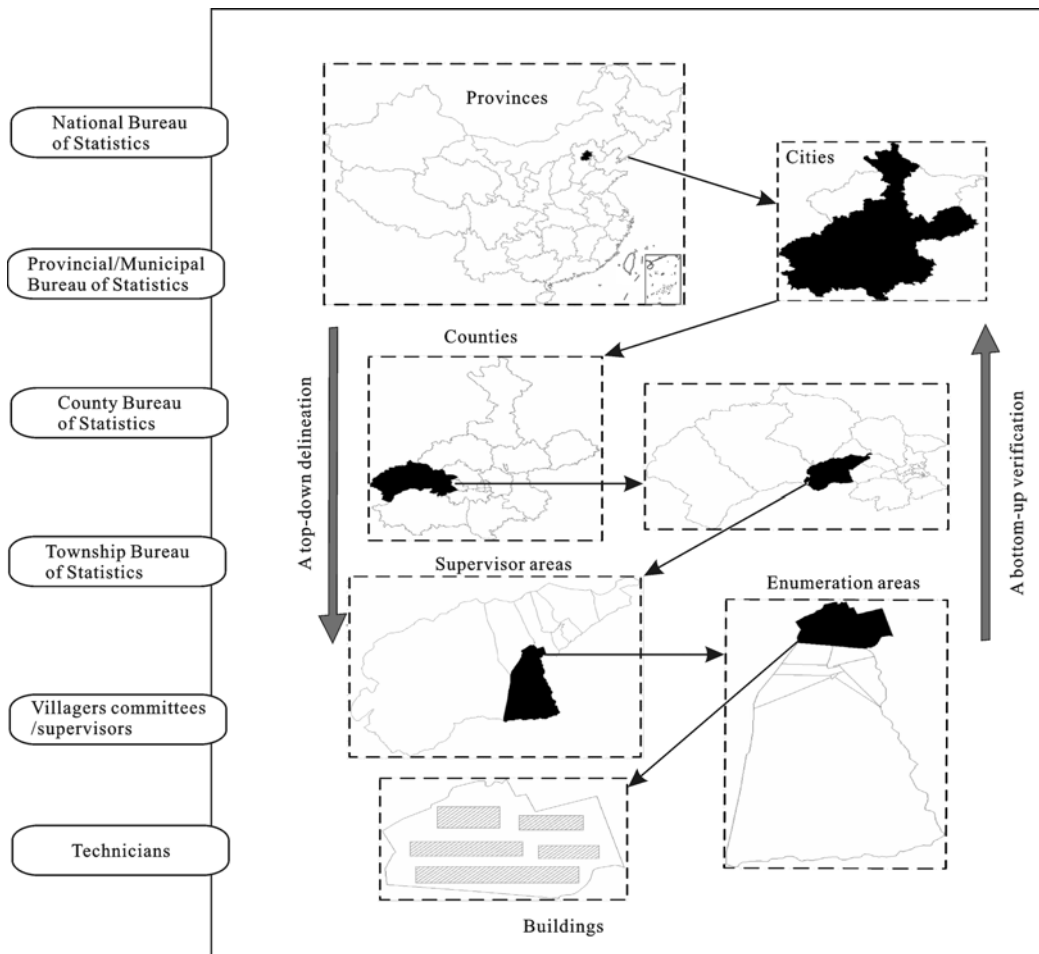 National Bureau
of Statistics
Provincial/Municipal
Bureau of Statistics
County Bureau
of Statistics
Township Bureau
of Statistics
Villagers committees
/supervisors
Technicians
Provinces
Cities
A top-down delineation
Counties
A bottom-up verification
Supervisor areas
Enumeration areas
Buildings